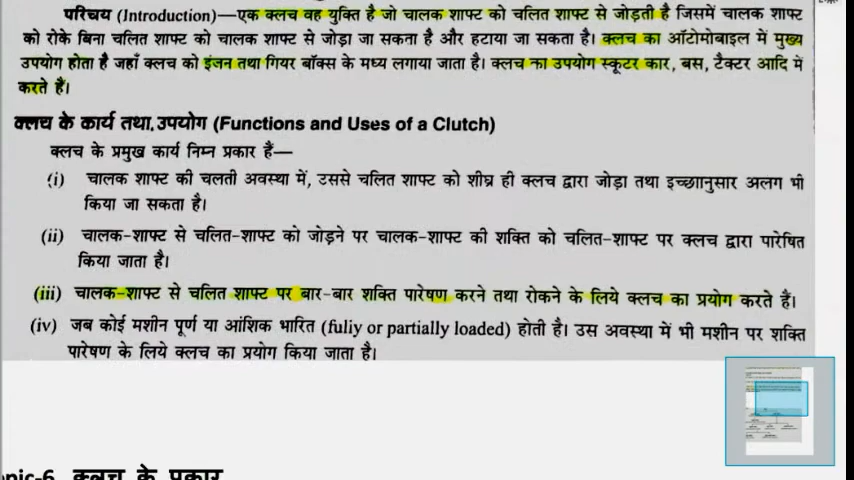 परिचय (Introduction)—एक क्लच वह युक्ति है जो चालक शाफ्ट को चलित शाफ्ट से जोड़ती है जिसमें चालक शाफ्ट
को रोके बिना चलित शाफ्ट को चालक शाफ्ट से जोड़ा जा सकना है और हटाया जा सकता है। क्लच का ऑटोमोबाइल में मुख्य
उपयोग होता है जहाँ क्लच को इंजन तथा गियर बॉक्स के मध्य लगाया जाता है। क्लच का उपयोग स्कूटर कार, बस, टैक्टर आदि में
करते हैं।
क्लच के कार्य तथा उपयोग (Functions and Uses of a Clutch)
क्लच के प्रमुख कार्य निम्न प्रकार हैं—
(i) चालक शाफ्ट की चलती अवस्था में, उससे चलित शाफ्ट को शीघ्र ही क्लच द्वारा जोड़ा तथा इच्छाानुसार अलग भी
किया जा सकता है।
(ii) चालक-शाफ्ट से चलित-शाफ्ट को जोड़ने पर चालक-शाफ्ट की शक्ति को चलित-शाफ्ट पर क्लच द्वारा पारेषित
किया जाता है।
(iii) चालक-शाफ्ट से चलित शाफ्ट पर बार-बार शक्ति पारेषण करने तथा रोकने के लिये क्लच का प्रयोग करते हैं।
(iv) जब कोई मशीन पूर्ण या आंशिक भारित (fuliy or partially loaded) होती है। उस अवस्था में भी मशीन पर शक्ति
पारेषण के लिये क्लच का प्रयोग किया जाता है।
opic-6 क्लच के प्रकार